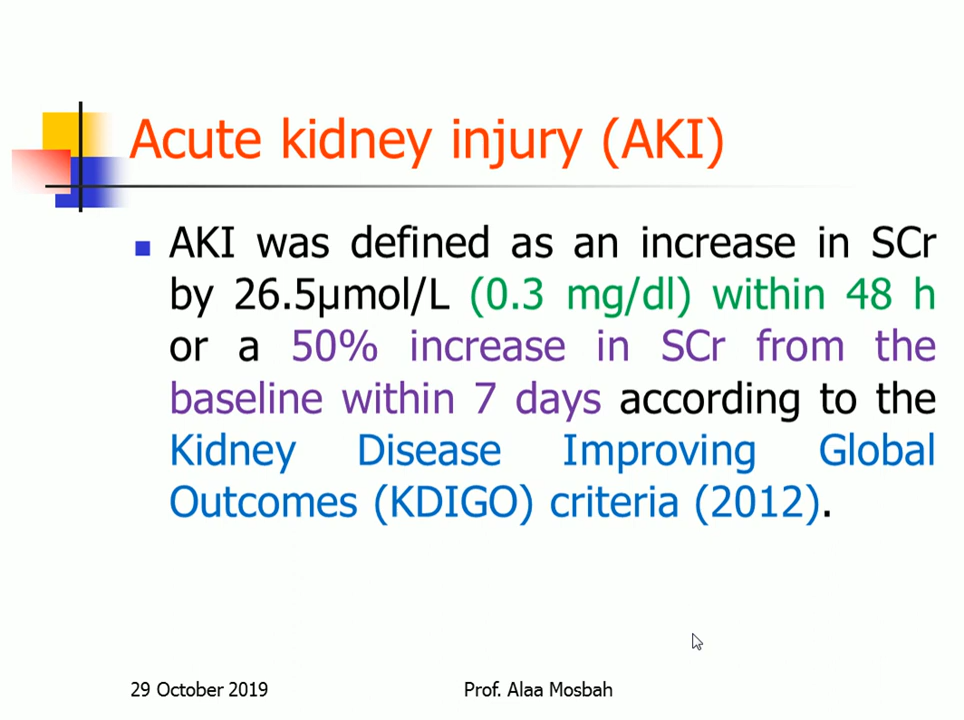 Acute kidney injury (AKI)
AKI was defined as an increase in SCr
by 26.5µmol/L (0.3 mg/dl) within 48 h
or a 50% increase in SCr from the
baseline within 7 days according to the
Kidney Disease Improving Global
Outcomes (KDIGO) criteria (2012).
29 October 2019
Prof. Alaa Mosbah